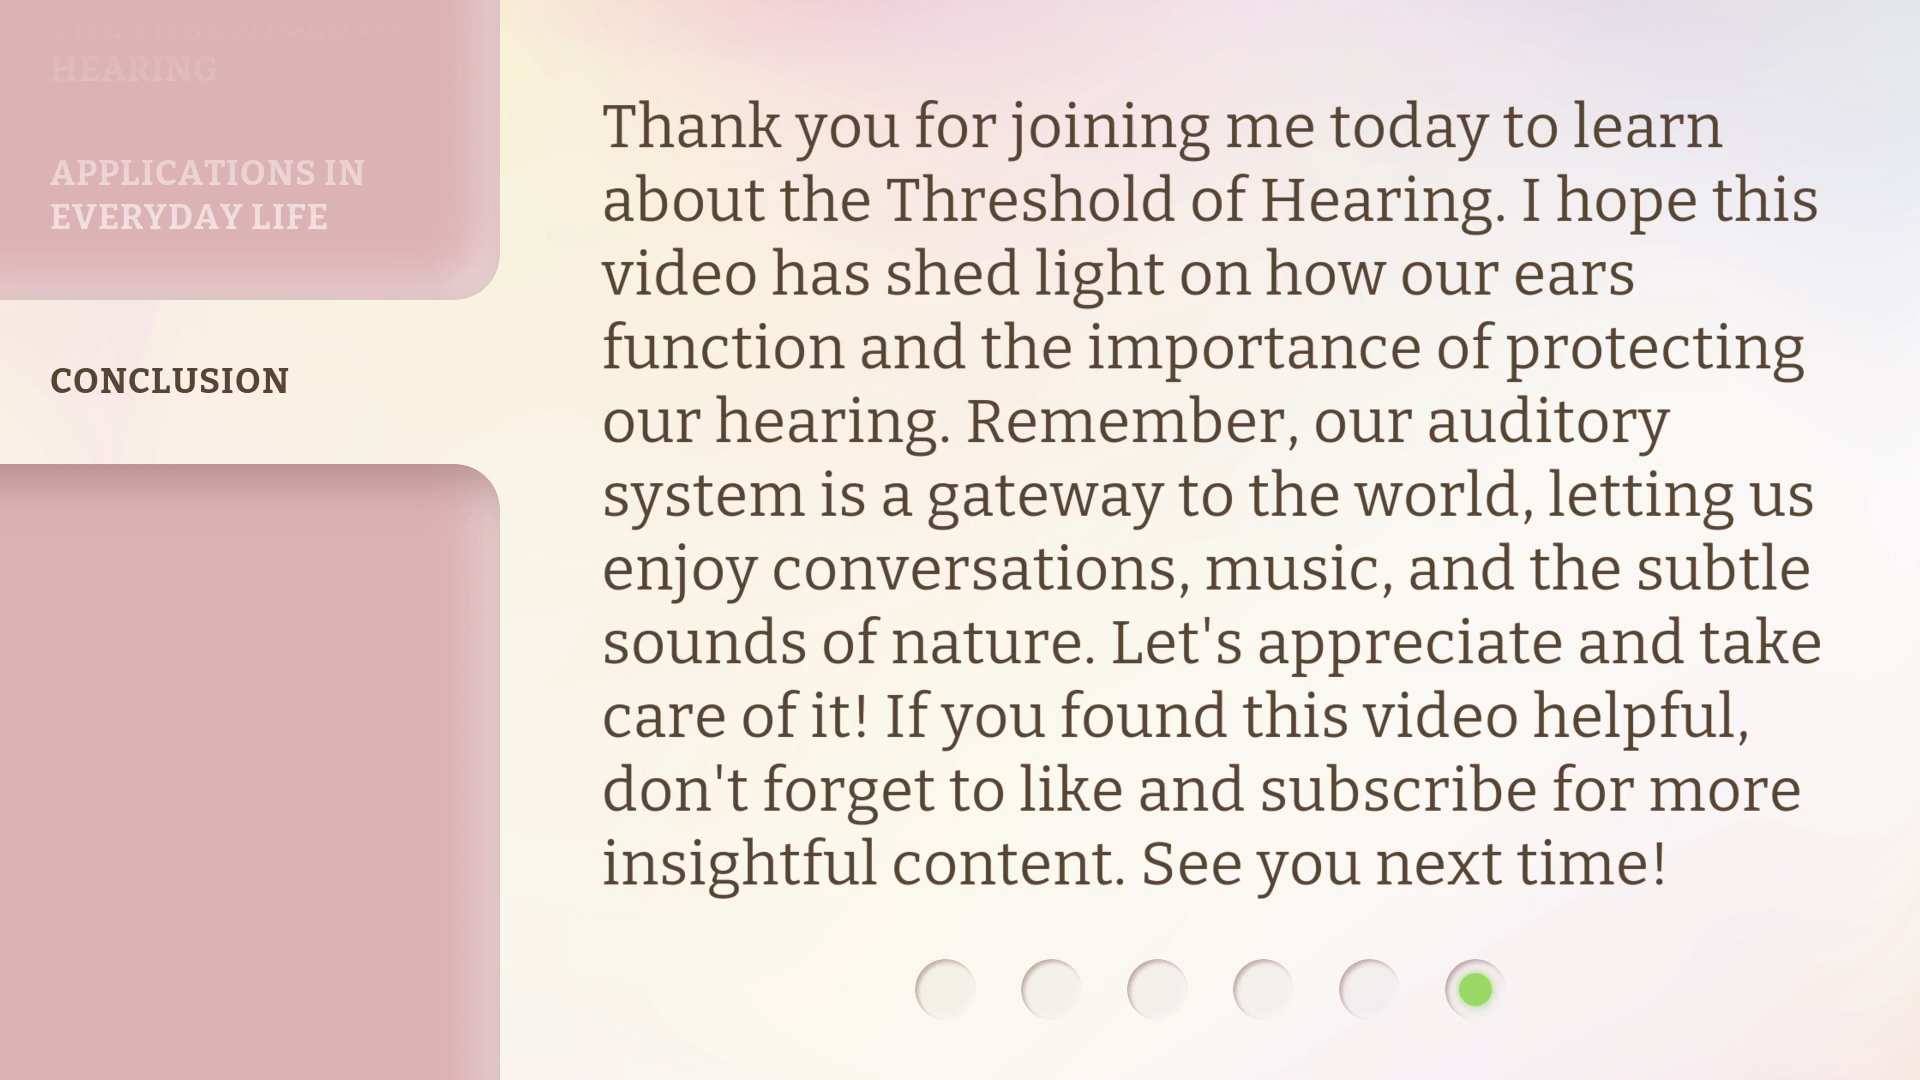 THE THRESHOLD OF
HEARING
APPLICATIONS IN
EVERYDAY LIFE
CONCLUSION
Thank you for joining me today to learn
about the Threshold of Hearing. I hope this
video has shed light on how our ears
function and the importance of protecting
our hearing. Remember, our auditory
system is a gateway to the world, letting us
enjoy conversations, music, and the subtle
sounds of nature. Let's appreciate and take
care of it! If you found this video helpful,
don't forget to like and subscribe for more
insightful content. See you next time!